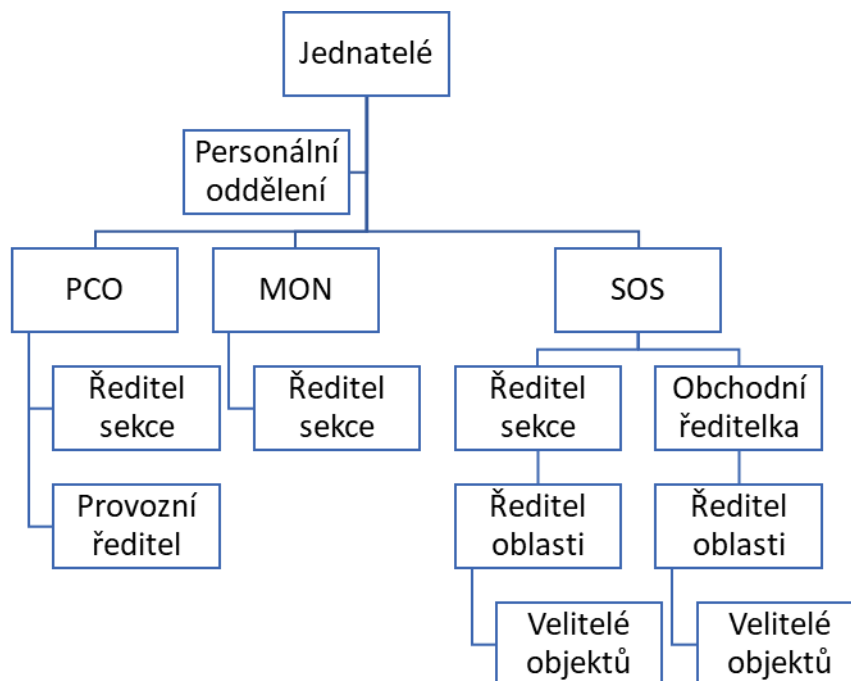 Jednatelé
Personální
oddělení
PCO
MON
SOS
Ředitel
sekce
Ředitel
sekce
Ředitel
sekce
Obchodní
ředitelka
Provozní
ředitel
Ředitel
oblasti
Ředitel
oblasti
Velitelé
objektů
Velitelé
objektů